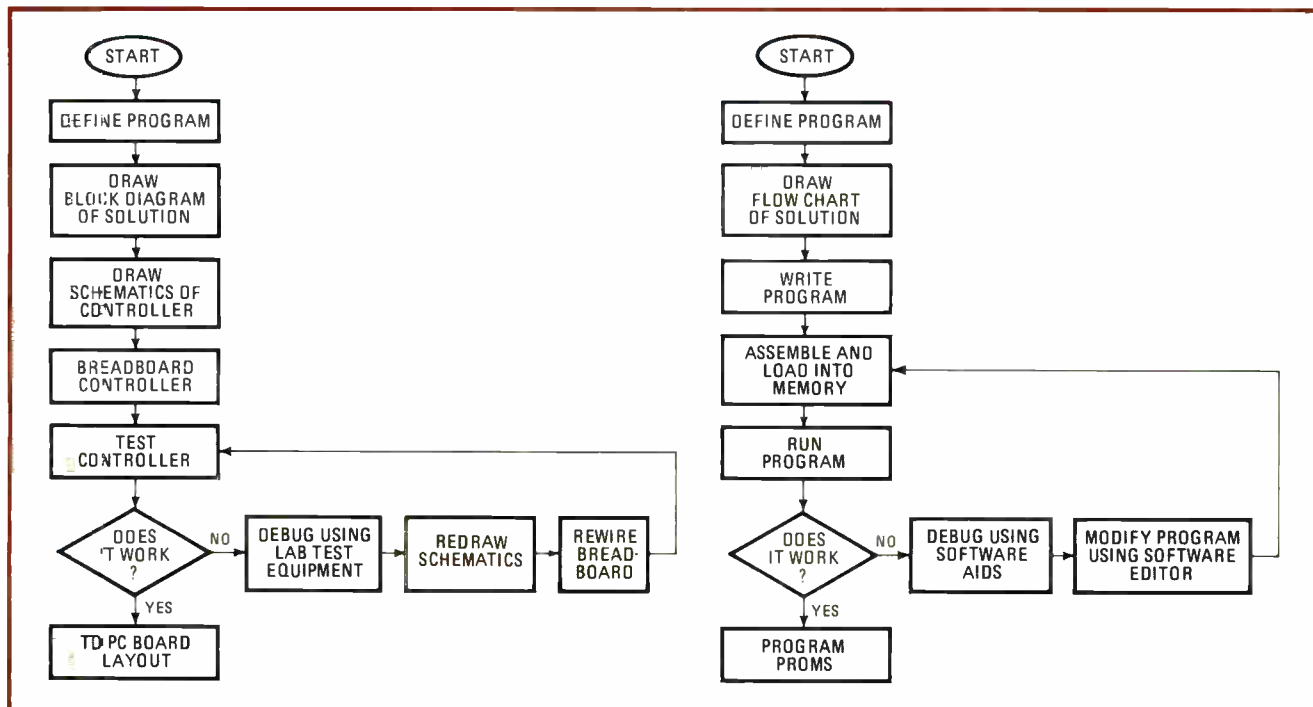 START
DEFINE PROGRAM
DRAW
BLOCK DIAGRAM
OF SOLUTION
DRAW
SCHEMATICS OF
CONTROLLER
BREADBOARD
CONTROLLER
TEST
CONTROLLER
DOES
IT WORK
?
NO
DEBUG USING
LAB TEST
EQUIPMENT
REDRAW
SCHEMATICS
REWIRE
BREAD-
BOARD
YES
TO PC BOARD
LAYOUT
START
DEFINE PROGRAM
DRAW
FLOW CHART
OF SOLUTION
WRITE
PROGRAM
ASSEMBLE AND
LOAD INTO
MEMORY
RUN
PROGRAM
DOES
IT WORK
?
NO
DEBUG USING
SOFTWARE
AIDS
MODIFY PROGRAM
USING SOFTWARE
EDITOR
YES
PROGRAM
PROMS